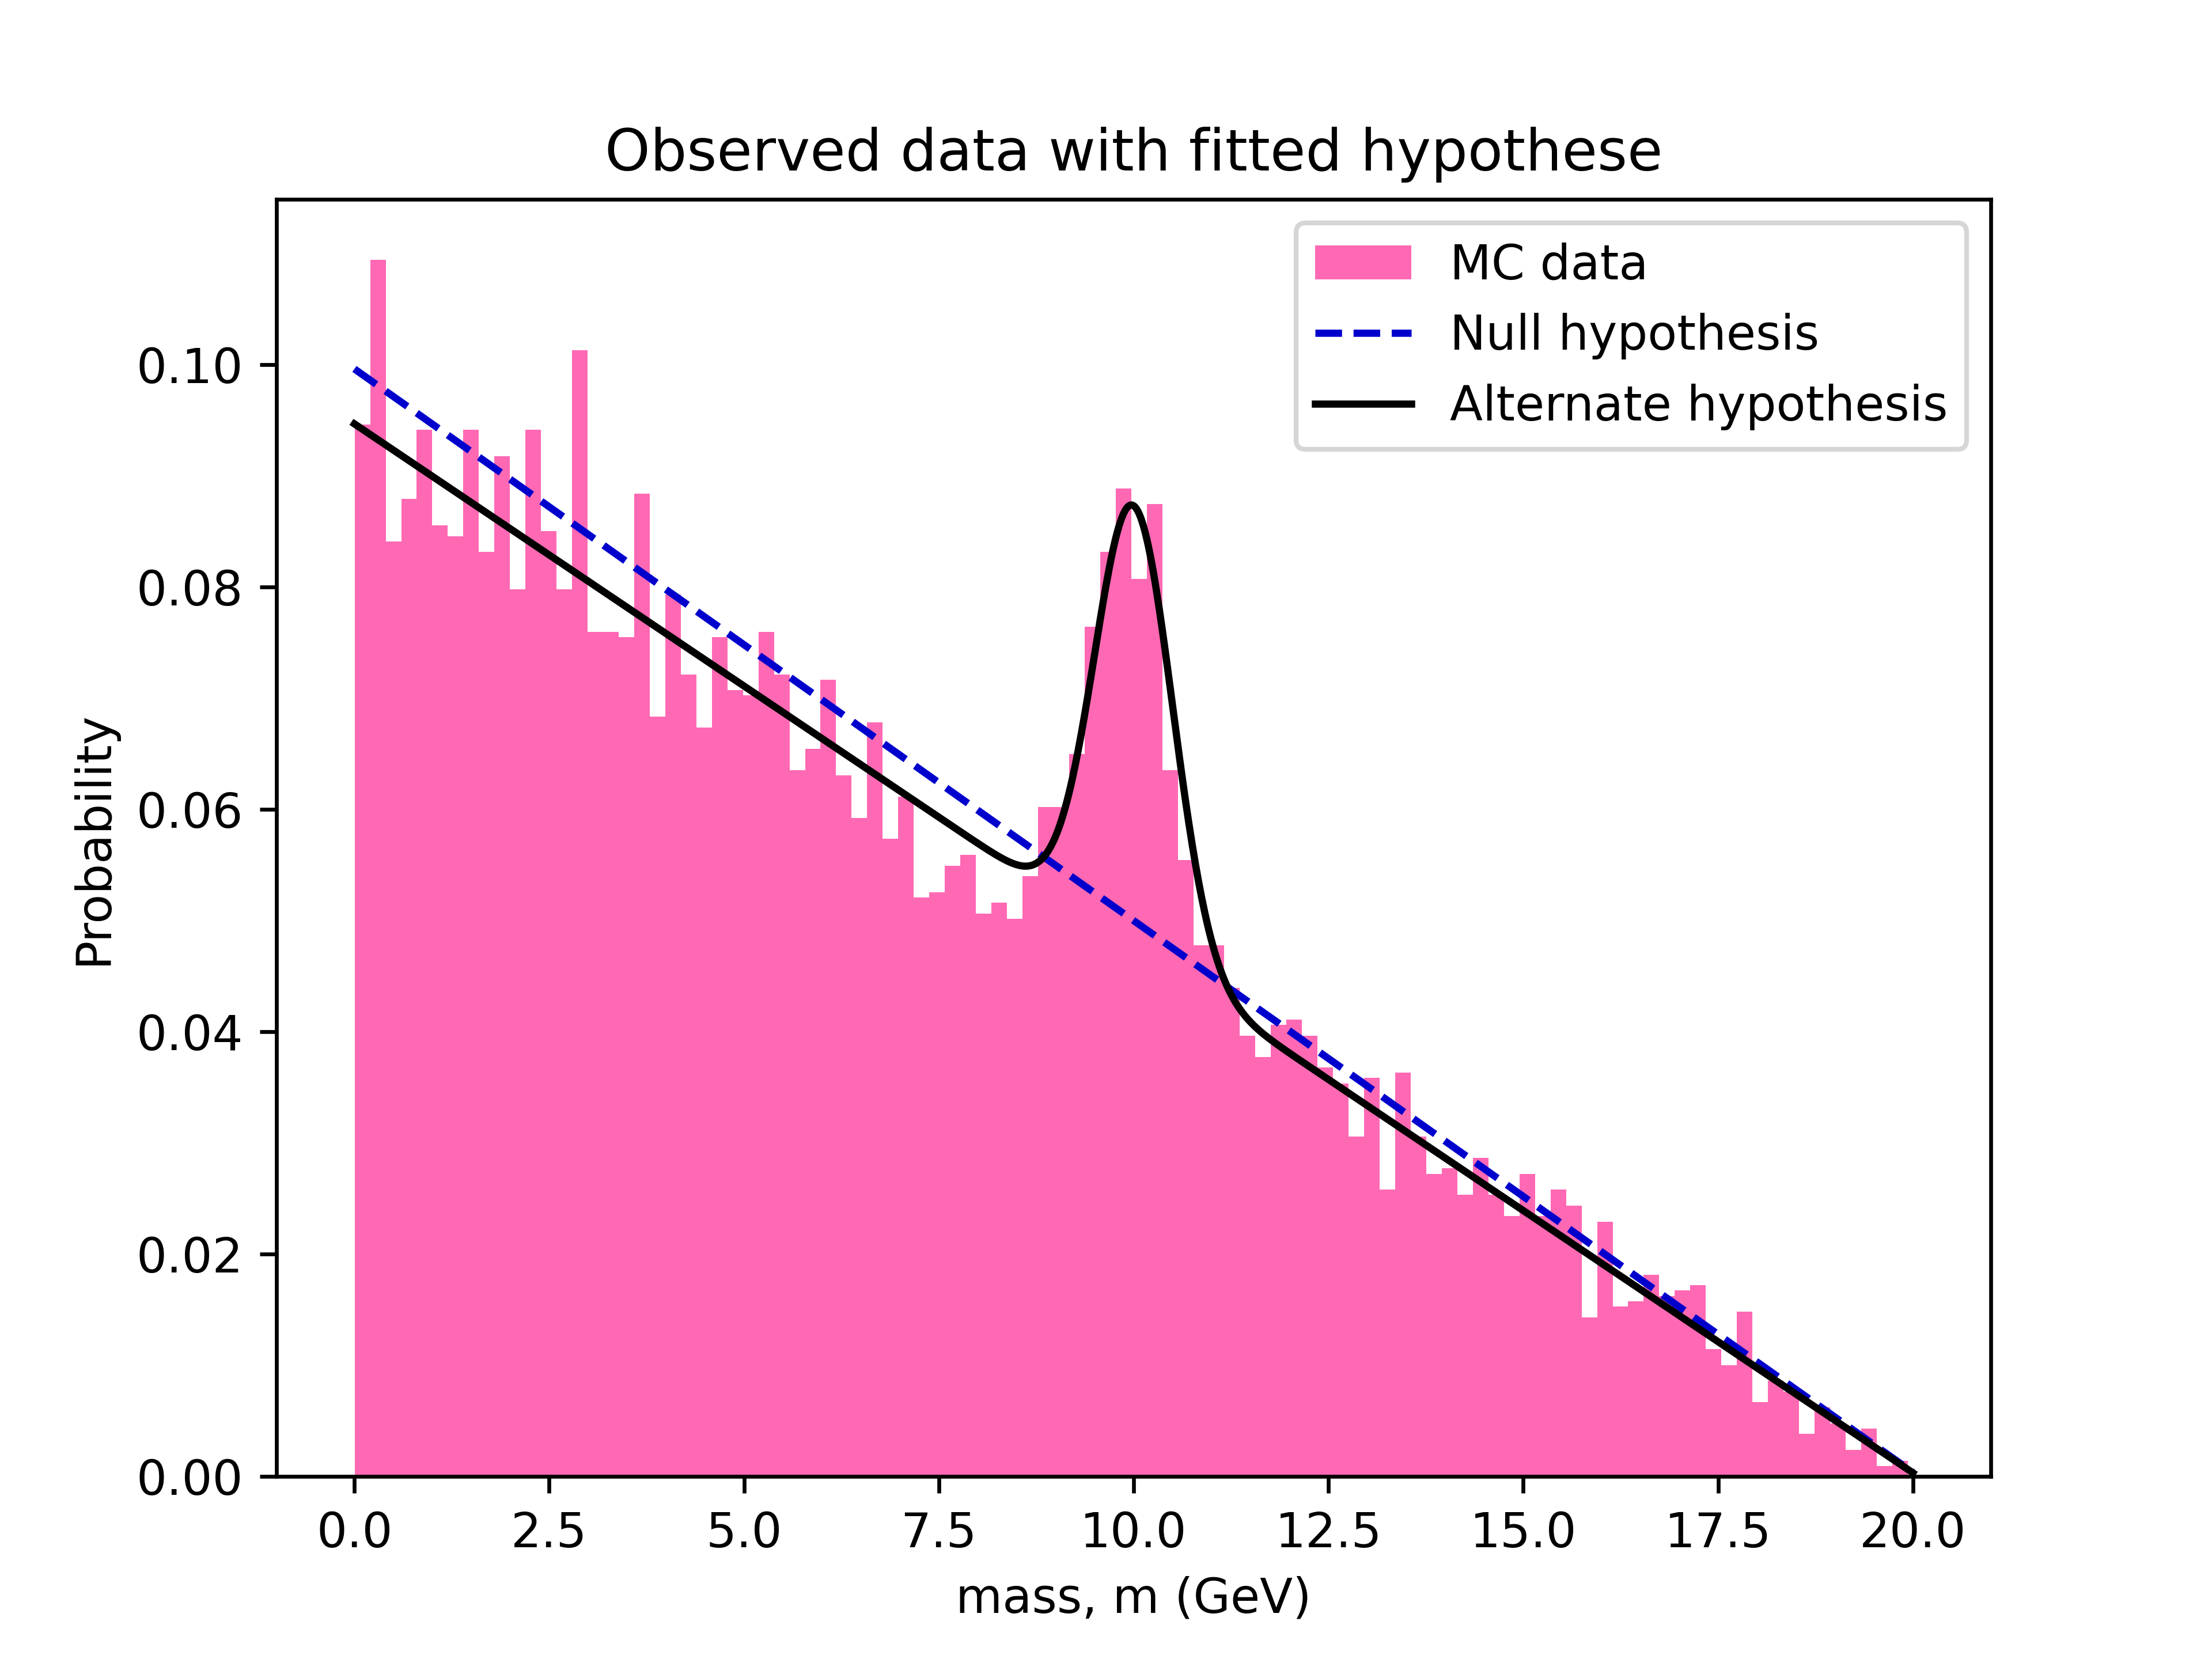 Observed data with fitted hypothese
MC data
Null hypothesis
Alternate hypothesis
Probability
0.10
0.08
0.06
0.04
0.02
0.00
0.0 2.5 5.0 7.5 10.0 12.5 15.0 17.5 20.0
mass, m (GeV)